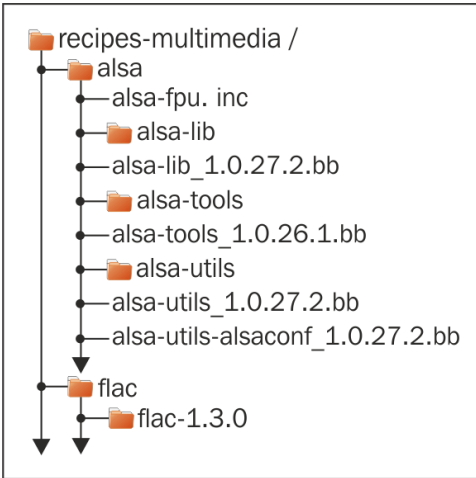 recipes-multimedia /
alsa
alsa-fpu. inc
alsa-lib
alsa-lib_1.0.27.2.bb
alsa-tools
alsa-tools_1.0.26.1.bb
alsa-utils
alsa-utils_1.0.27.2.bb
alsa-utils-alsaconf_1.0.27.2.bb
flac
flac-1.3.0